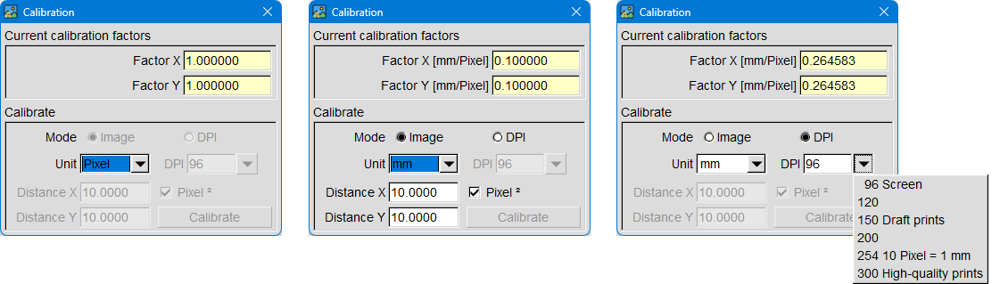 Calibration
Current calibration factors
Factor X 1.000000
Factor Y 1.000000
Calibrate
Mode Image DPI
Unit Pixel DPI 96
Distance X 10.0000 Pixel ²
Distance Y 10.0000 Calibrate
Calibration
Current calibration factors
Factor X [mm/Pixel] 0.100000
Factor Y [mm/Pixel] 0.100000
Calibrate
Mode Image DPI
Unit mm DPI 96
Distance X 10.0000 Pixel ²
Distance Y 10.0000 Calibrate
Calibration
Current calibration factors
Factor X [mm/Pixel] 0.264583
Factor Y [mm/Pixel] 0.264583
Calibrate
Mode Image DPI
Unit mm DPI 96
Distance X 10.0000 Pixel ²
Distance Y 10.0000 Calibrate
96 Screen
120
150 Draft prints
200
254 10 Pixel = 1 mm
300 High-quality prints